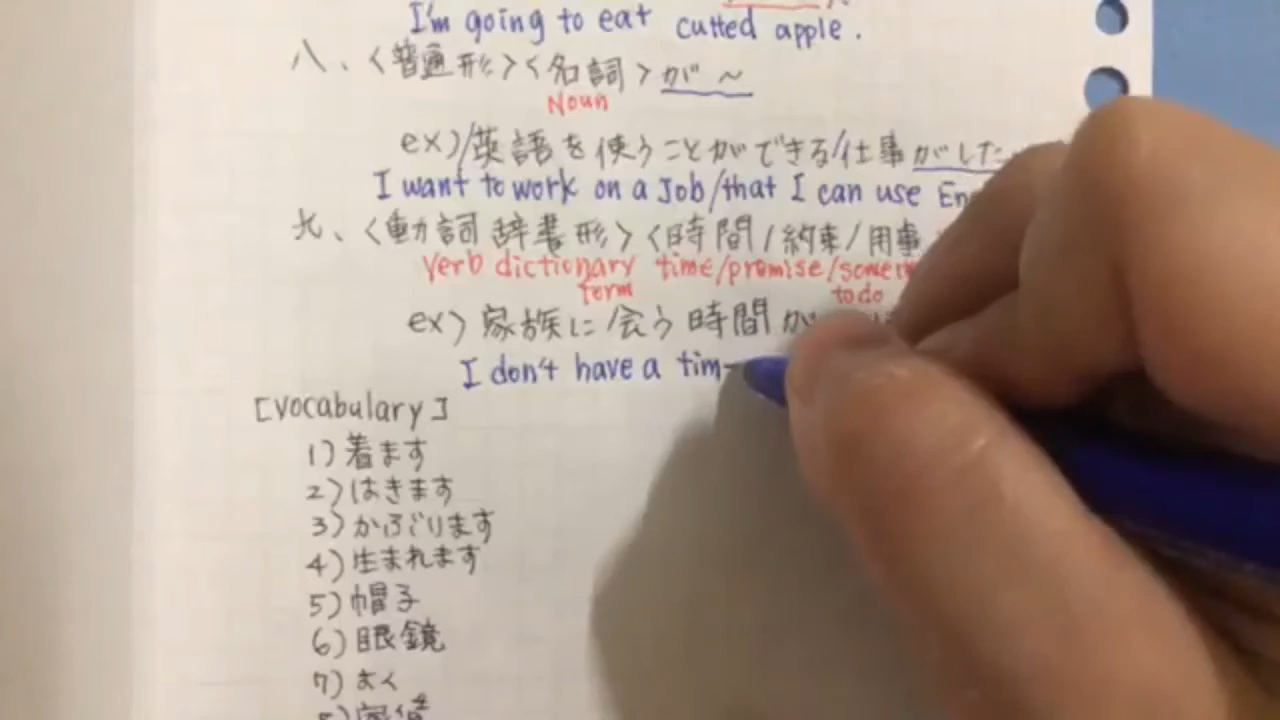 I'm going to eat cutted apple.
八、〈普通形〉〈名詞〉が～
Noun
ex)/英語を使うことができる/仕事がした
I want to work on a Job/that I can use En
九、〈動詞辞書形〉〈時間/約束/用事
Verb dictionary time/promise/some
form to do
ex) 家族に会う時間が
I don't have a tim
[Vocabulary]
1) 着ます
2) はきます
3) かぶります
4) 生まれます
5) 帽子
6) 眼鏡
7) よく
8)